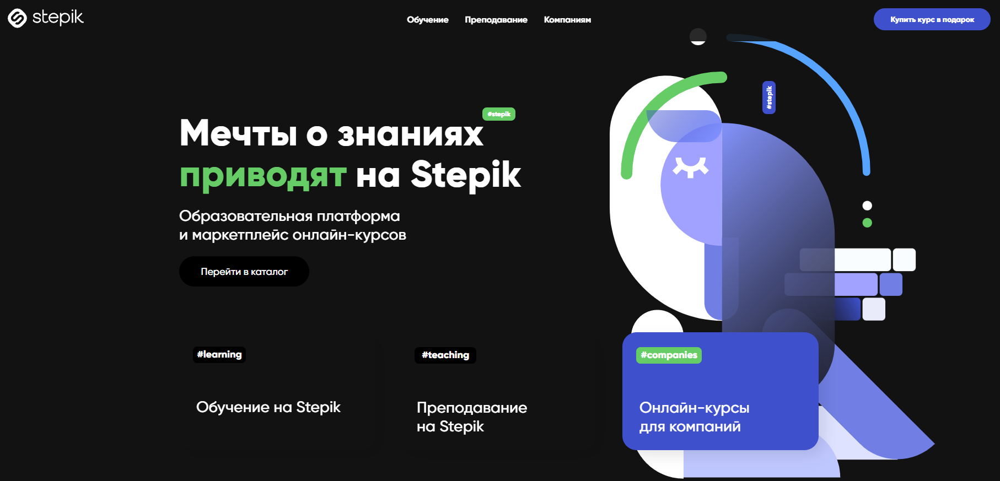 stepik
Обучение
Преподавание
Компаниям
Купить курс в подарок
#stepik
#stepik
Мечты о знаниях
приводят на Stepik
Образовательная платформа
и маркетплейс онлайн-курсов
Перейти в каталог
#learning
Обучение на Stepik
#teaching
Преподавание
на Stepik
#companies
Онлайн-курсы
для компаний